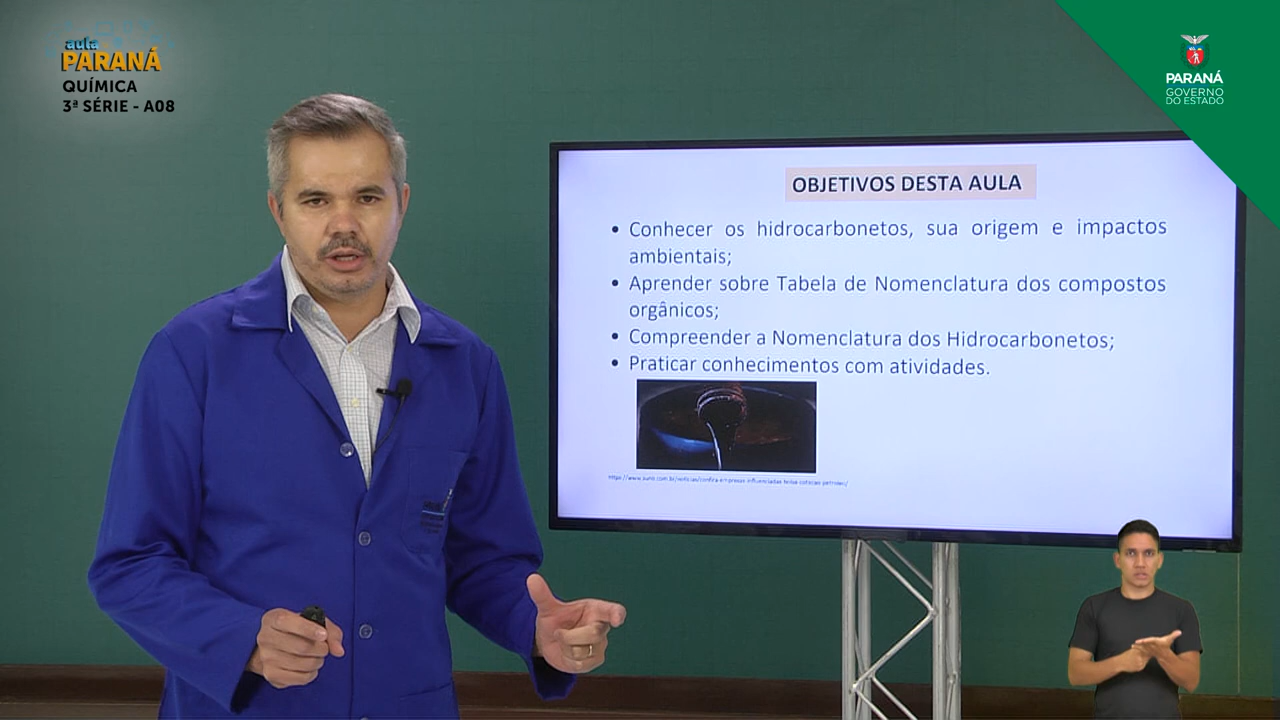 aula
PARANÁ
QUÍMICA
3ª SÉRIE - A08
PARANÁ
GOVERNO
DO ESTADO
OBJETIVOS DESTA AULA
• Conhecer os hidrocarbonetos, sua origem e impactos
ambientais;
• Aprender sobre Tabela de Nomenclatura dos compostos
orgânicos;
• Compreender a Nomenclatura dos Hidrocarbonetos;
• Praticar conhecimentos com atividades.